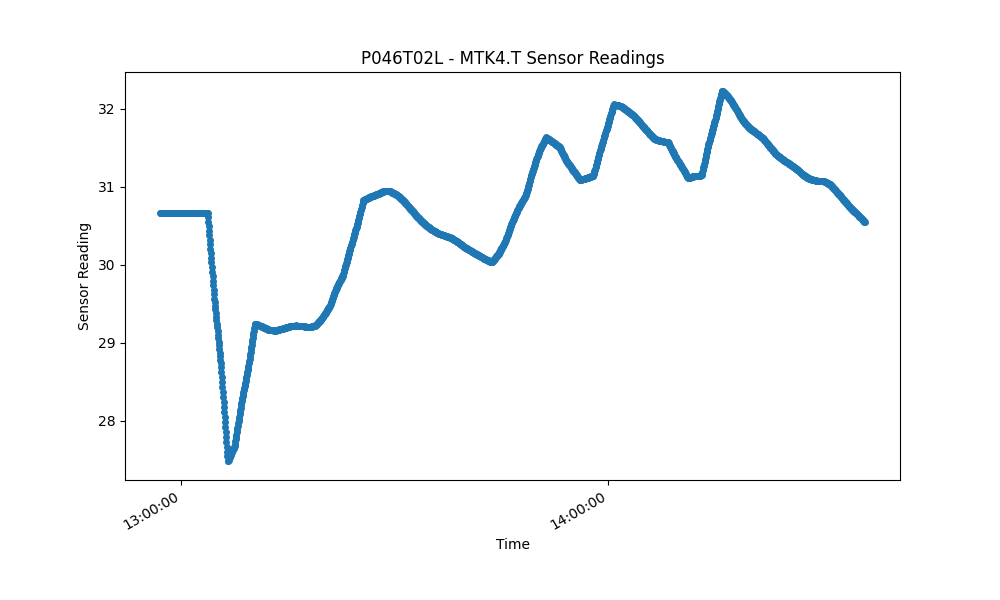 P046T02L - MTK4.T Sensor Readings
Sensor Reading
32
31
30
29
28
13:00:00
14:00:00
Time